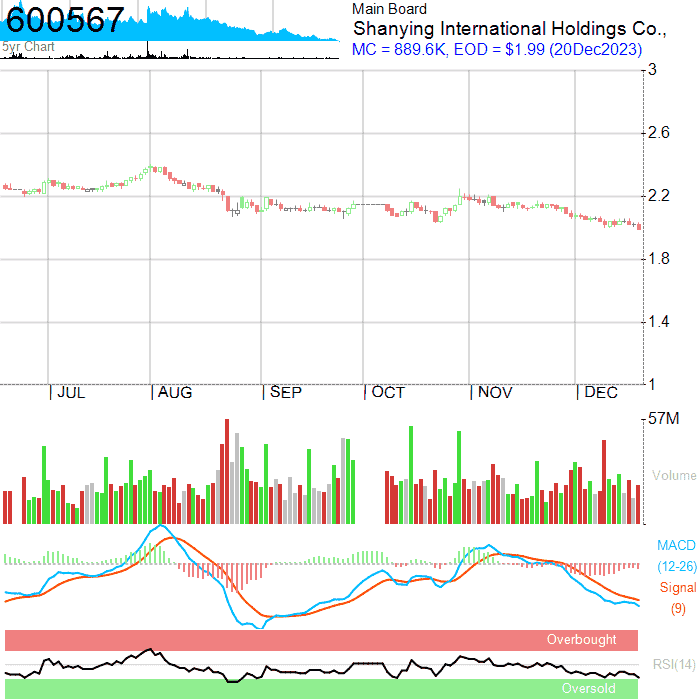 600567
5yr Chart
Main Board
Shanying International Holdings Co.,
MC = 889.6K, EOD = $1.99 (20Dec2023)
3
2.6
2.2
1.8
1.4
1
JUL
AUG
SEP
OCT
NOV
DEC
57M
Volume
MACD
(12-26)
Signal
(9)
Overbought
RSI(14)
Oversold